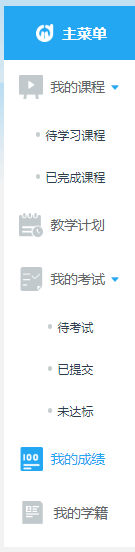 主菜单
我的课程
待学习课程
已完成课程
教学计划
我的考试
待考试
已提交
未达标
100
我的成绩
我的学籍